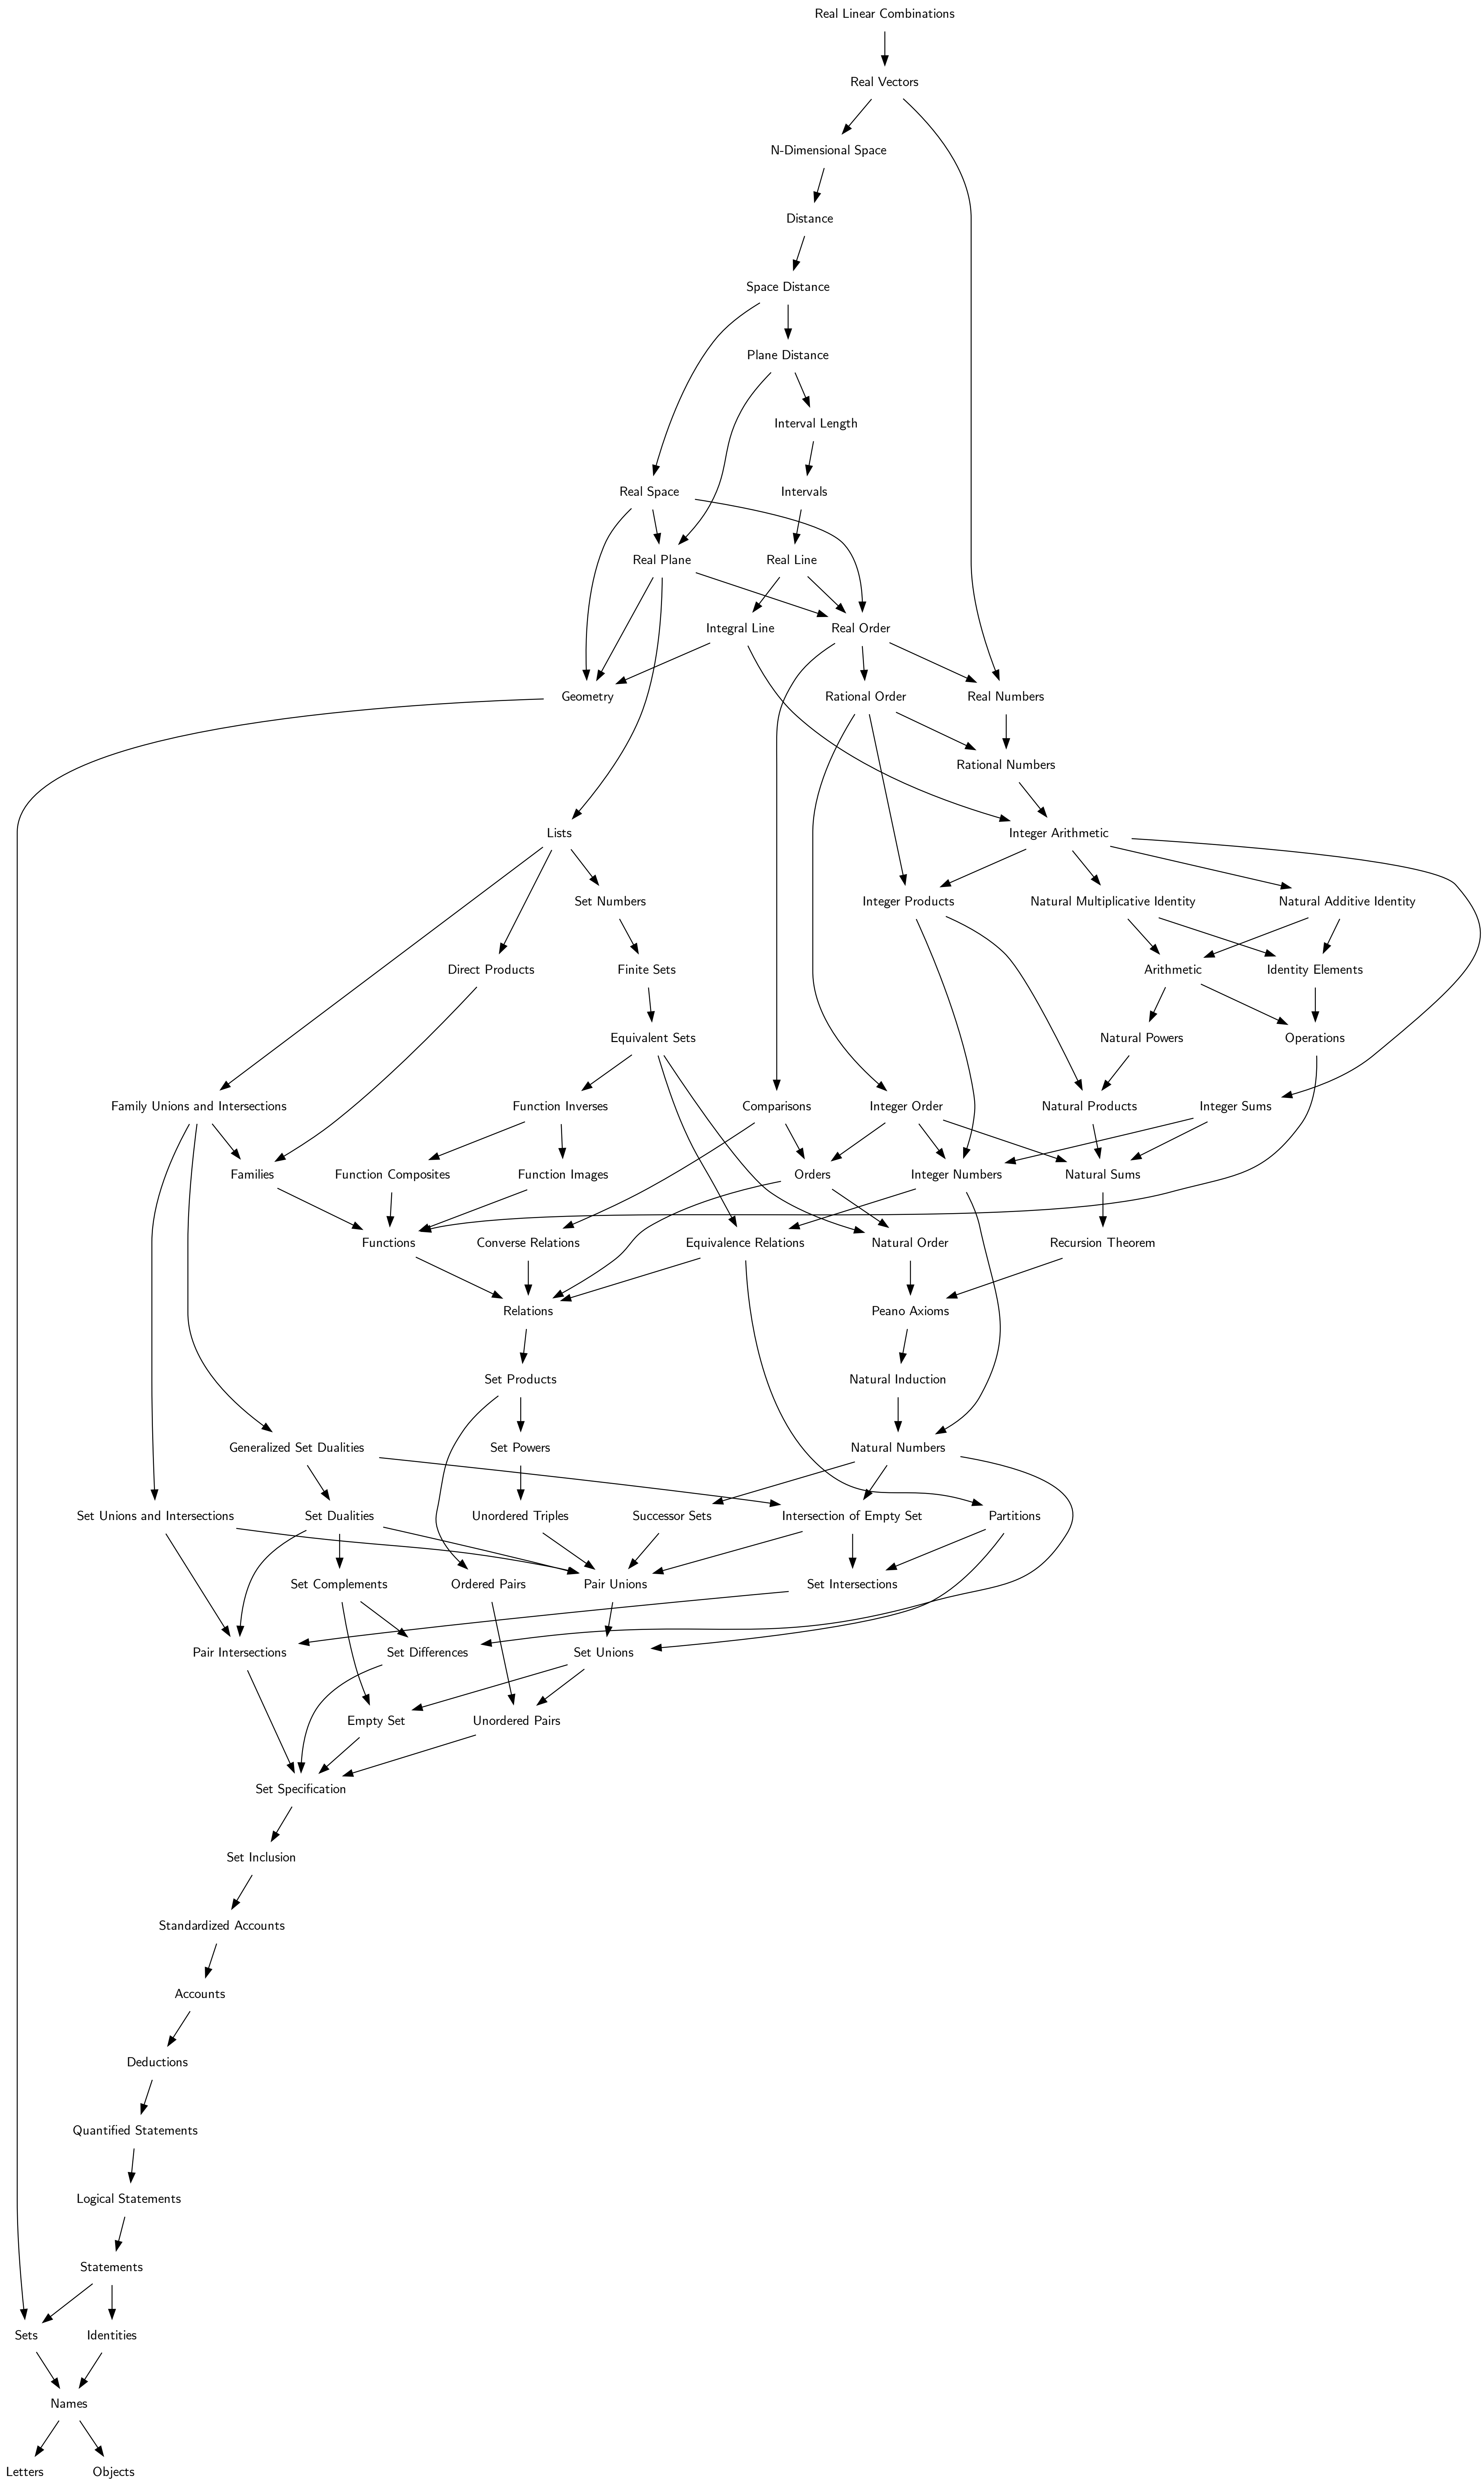 Real Linear Combinations
Real Vectors
N-Dimensional Space
Distance
Space Distance
Plane Distance
Interval Length
Real Space
Intervals
Real Plane
Real Line
Integral Line
Real Order
Geometry
Rational Order
Real Numbers
Rational Numbers
Lists
Integer Arithmetic
Set Numbers
Integer Products
Natural Multiplicative Identity
Natural Additive Identity
Direct Products
Finite Sets
Arithmetic
Identity Elements
Equivalent Sets
Natural Powers
Operations
Family Unions and Intersections
Function Inverses
Comparisons
Integer Order
Natural Products
Integer Sums
Families
Function Composites
Function Images
Orders
Integer Numbers
Natural Sums
Functions
Converse Relations
Equivalence Relations
Natural Order
Recursion Theorem
Relations
Peano Axioms
Set Products
Natural Induction
Generalized Set Dualities
Set Powers
Natural Numbers
Set Unions and Intersections
Set Dualities
Unordered Triples
Successor Sets
Intersection of Empty Set
Partitions
Set Complements
Ordered Pairs
Pair Unions
Set Intersections
Pair Intersections
Set Differences
Set Unions
Empty Set
Unordered Pairs
Set Specification
Set Inclusion
Standardized Accounts
Accounts
Deductions
Quantified Statements
Logical Statements
Statements
Sets
Identities
Names
Letters
Objects